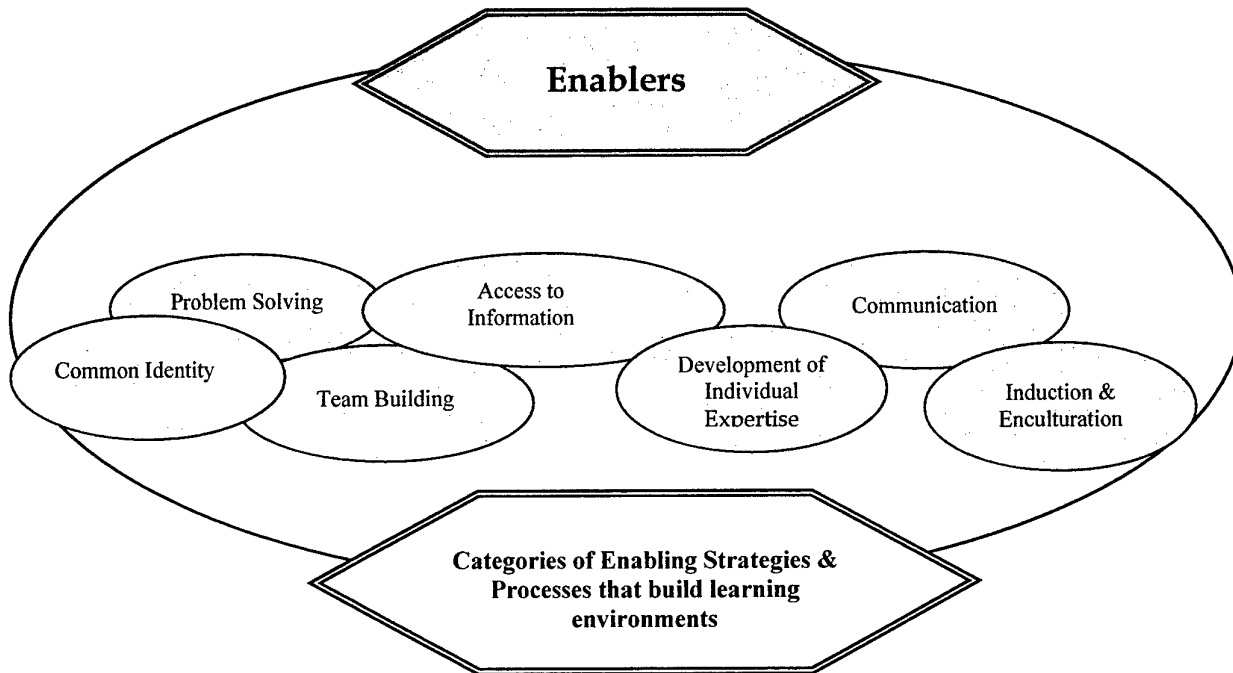 Enablers
Problem Solving
Access to
Information
Communication
Common Identity
Team Building
Development of
Individual
Expertise
Induction &
Enculturation
Categories of Enabling Strategies &
Processes that build learning
environments